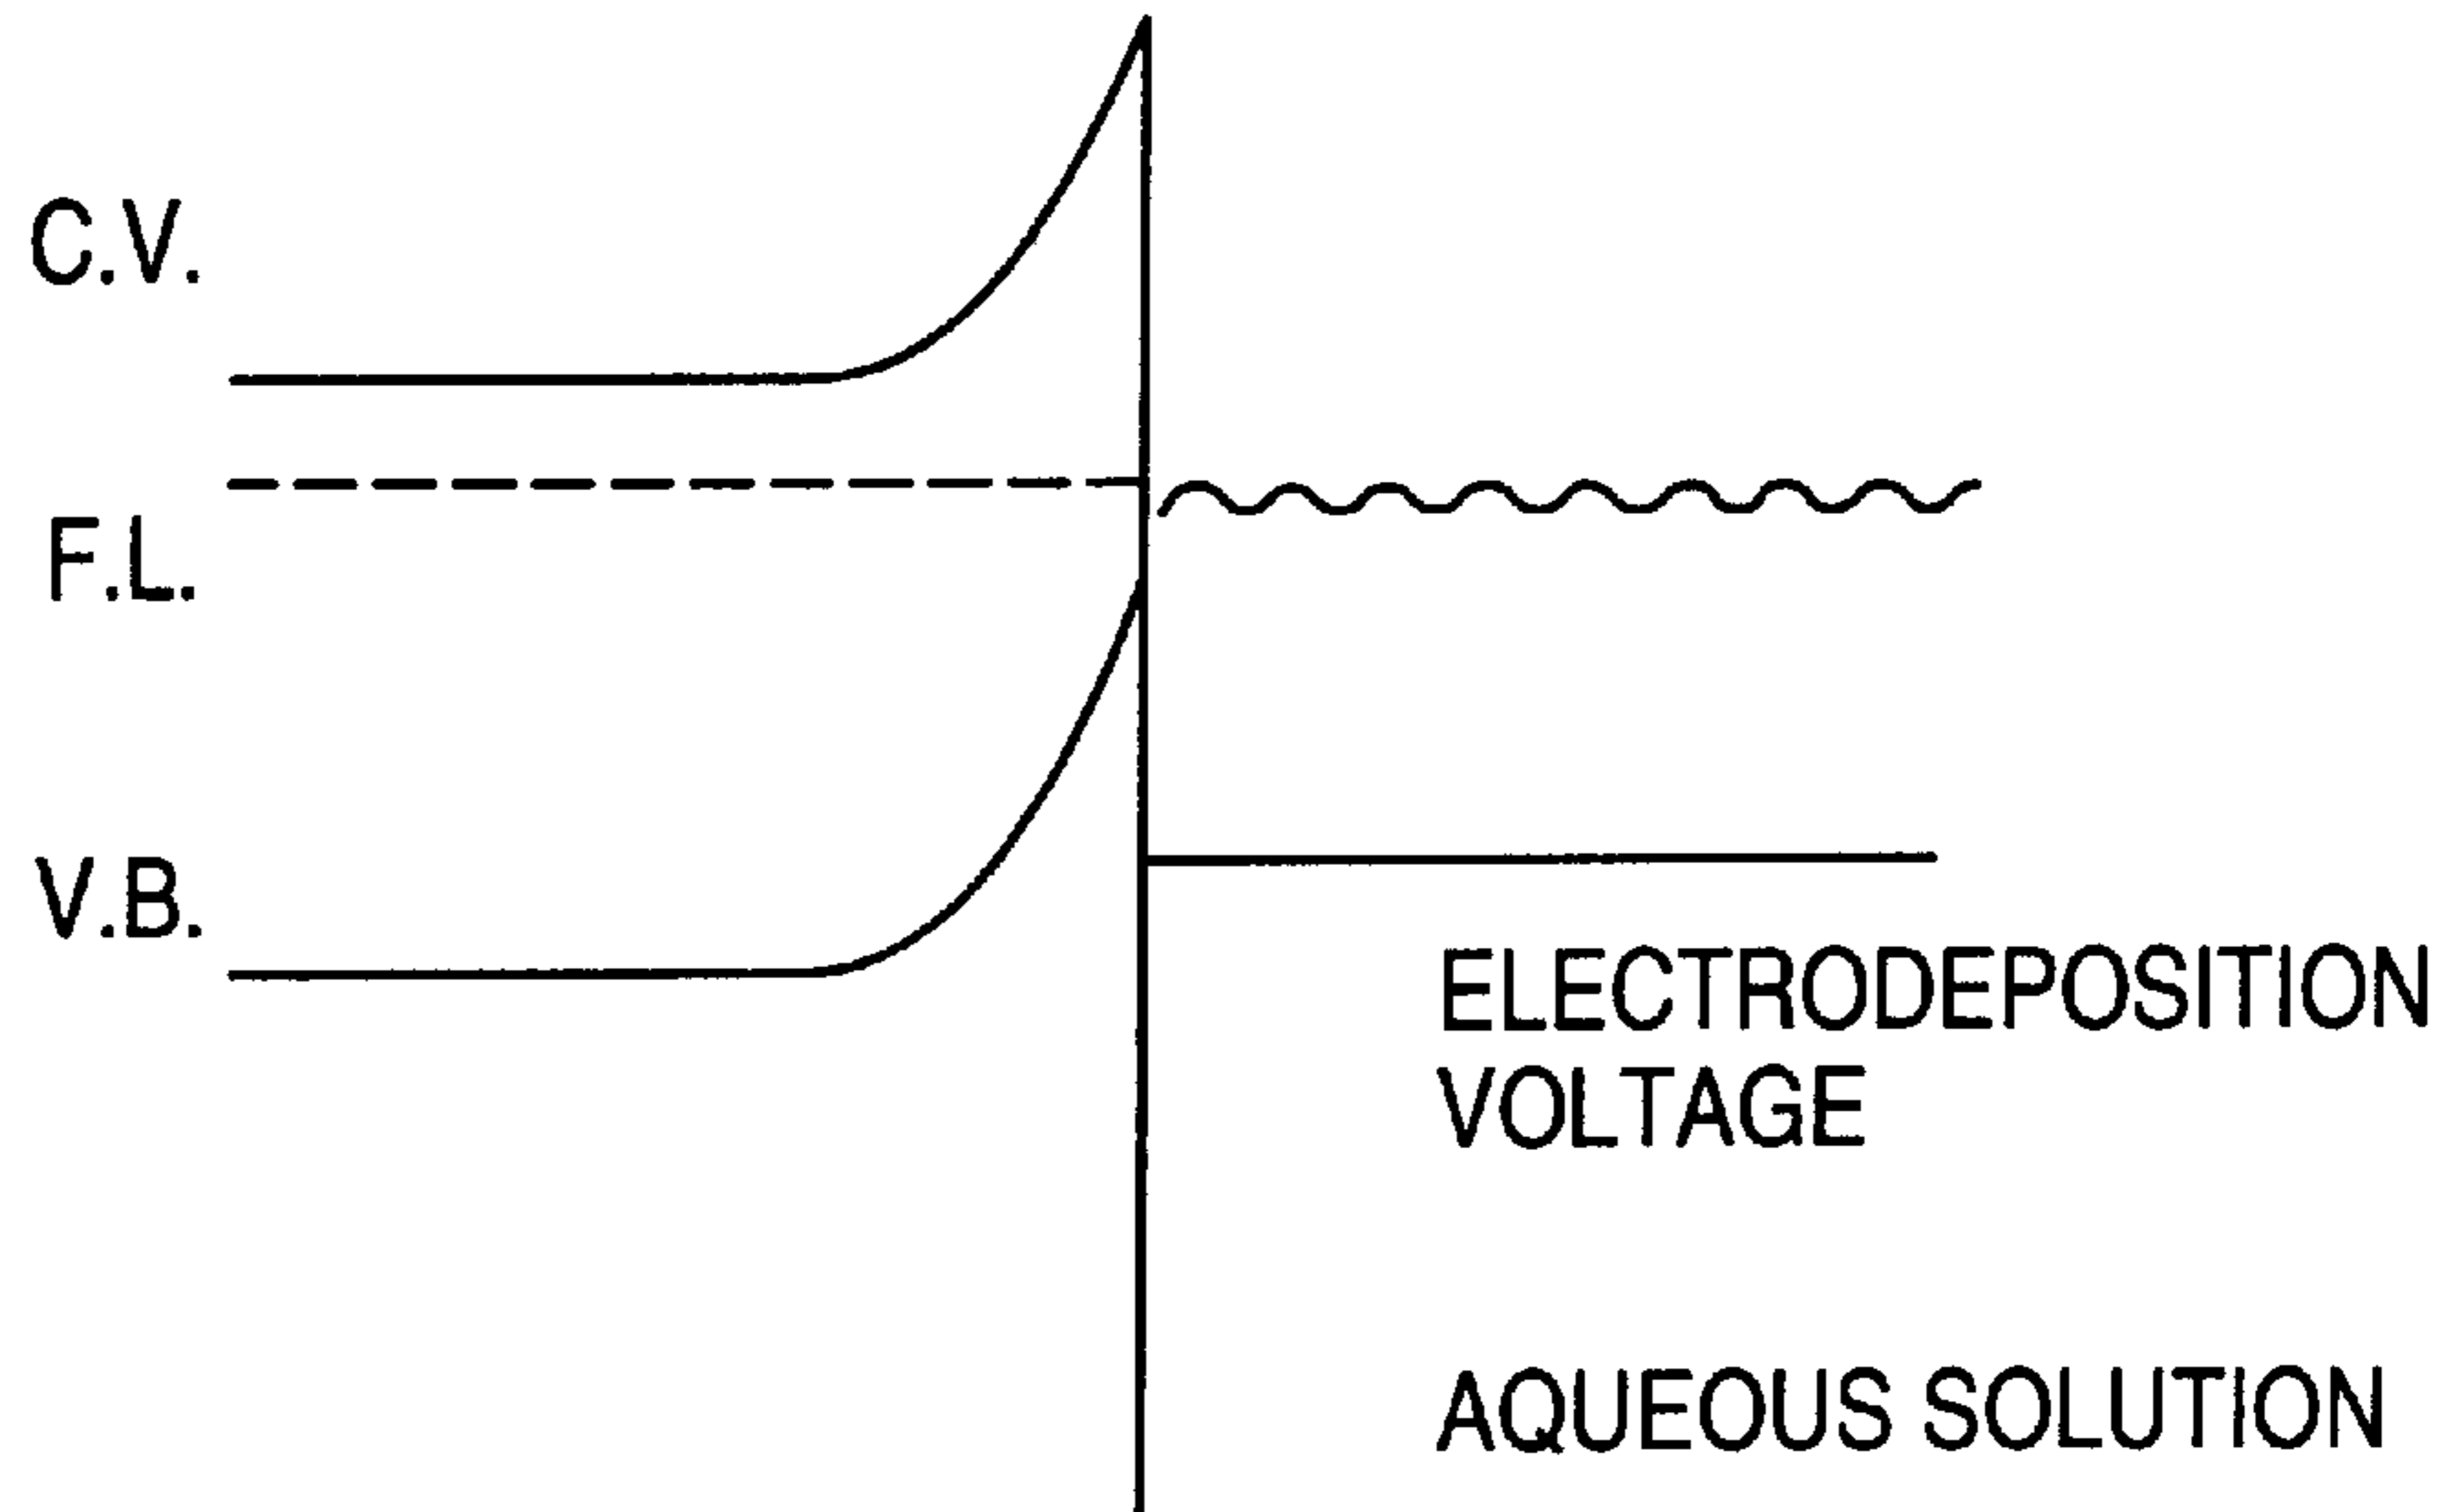 C.V.
F.L.
V.B.
ELECTRODEPOSITION
VOLTAGE
AQUEOUS SOLUTION